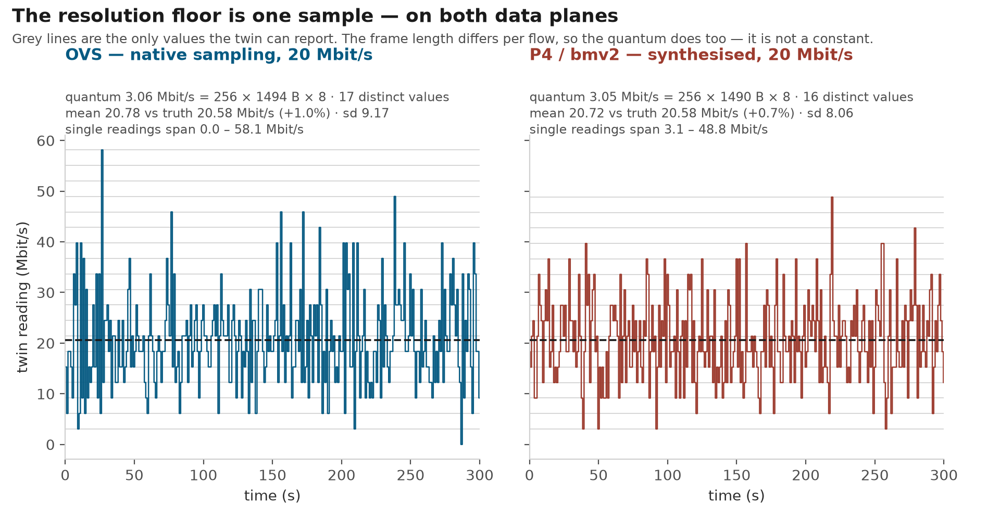 The resolution floor is one sample — on both data planes
Grey lines are the only values the twin can report. The frame length differs per flow, so the quantum does too — it is not a constant.
OVS — native sampling, 20 Mbit/s
quantum 3.06 Mbit/s = 256 × 1494 B × 8 · 17 distinct values
mean 20.78 vs truth 20.58 Mbit/s (+1.0%) · sd 9.17
single readings span 0.0 – 58.1 Mbit/s
60
50
40
30
20
10
0
twin reading (Mbit/s)
0 50 100 150 200 250 300
time (s)
P4 / bmv2 — synthesised, 20 Mbit/s
quantum 3.05 Mbit/s = 256 × 1490 B × 8 · 16 distinct values
mean 20.72 vs truth 20.58 Mbit/s (+0.7%) · sd 8.06
single readings span 3.1 – 48.8 Mbit/s
0 50 100 150 200 250 300
time (s)